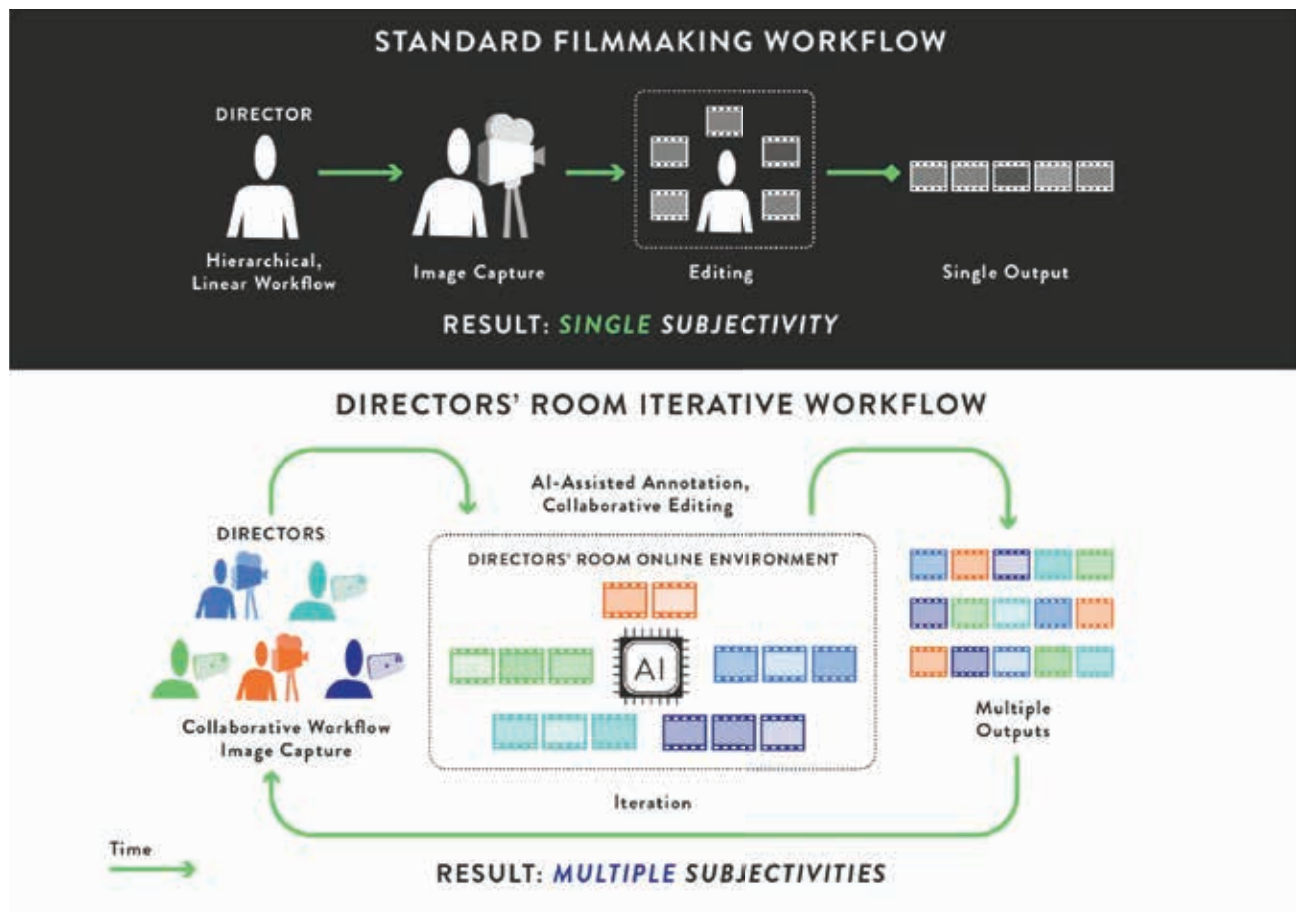 STANDARD FILMMAKING WORKFLOW
DIRECTOR
Hierarchical,
Linear Workflow
Image Capture
Editing
Single Output
RESULT: SINGLE SUBJECTIVITY
DIRECTORS’ ROOM ITERATIVE WORKFLOW
AI-Assisted Annotation,
Collaborative Editing
DIRECTORS
DIRECTORS’ ROOM ONLINE ENVIRONMENT
AI
Collaborative Workflow
Image Capture
Multiple
Outputs
Iteration
Time
RESULT: MULTIPLE SUBJECTIVITIES